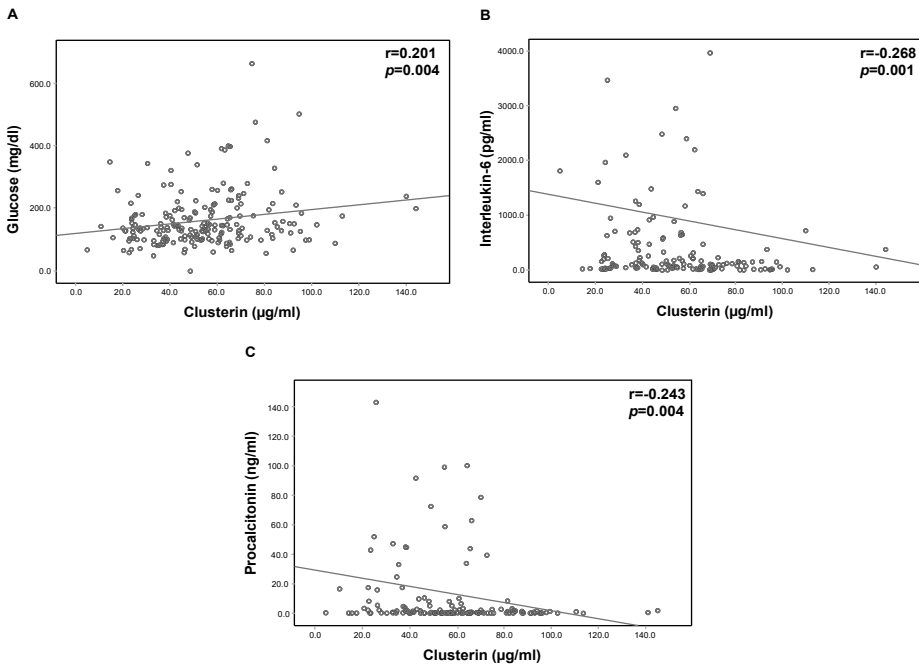 A
r=0.201
p=0.004
600.0
400.0
200.0
0.0
Glucose (mg/dl)
0.0 20.0 40.0 60.0 80.0 100.0 120.0 140.0
Clusterin (µg/ml)
B
r=-0.268
p=0.001
4000.0
3000.0
2000.0
1000.0
0.0
Interleukin-6 (pg/ml)
0.0 20.0 40.0 60.0 80.0 100.0 120.0 140.0
Clusterin (µg/ml)
C
r=-0.243
p=0.004
140.0
120.0
100.0
80.0
60.0
40.0
20.0
0.0
Procalcitonin (ng/ml)
0.0 20.0 40.0 60.0 80.0 100.0 120.0 140.0
Clusterin (µg/ml)